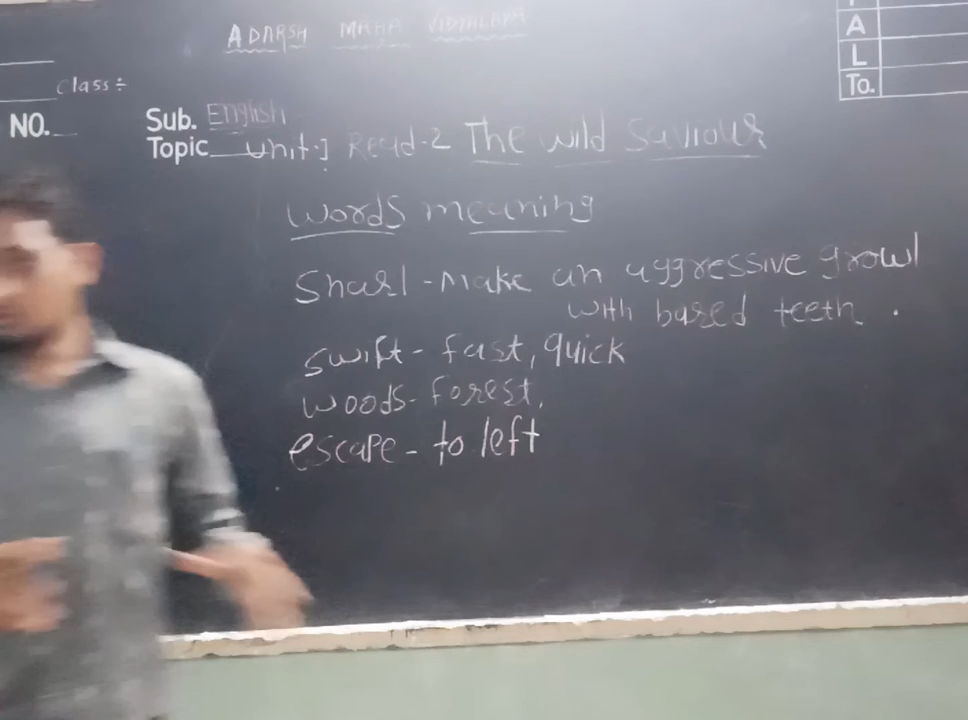 ADARSH MAHA VIDYALAYA
A
L
To.
Class ÷
NO.
Sub. English
Topic Unit-1 Read-2 The wild Saviour
words meaning
Snarl - Make an aggressive growl
with bared teeth.
swift - fast, quick
woods - forest,
escape - to left